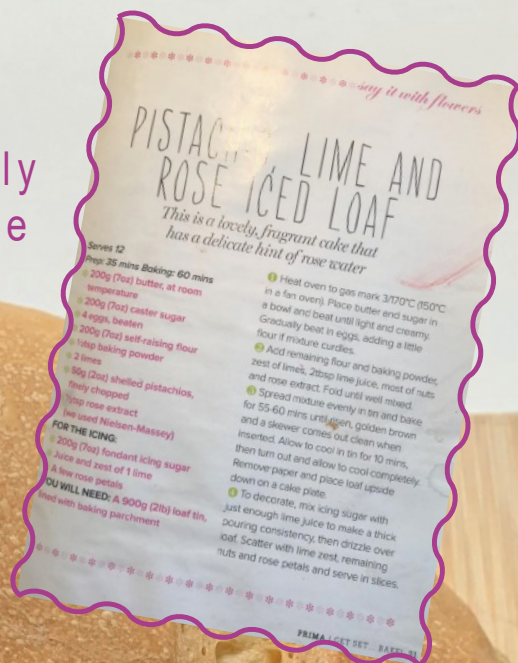 ly
e
say it with flowers
LIME AND
ROSE ICED LOAF
This is a lovely, fragrant cake that
has a delicate hint of rose water
Serves 12
Prep: 35 mins Baking: 60 mins
200g (7oz) butter, at room
temperature
200g (7oz) caster sugar
4 eggs, beaten
200g (7oz) self-raising flour
baking powder
2 limes
50g (2oz) shelled pistachios,
finely chopped
rose extract
(we used Nielsen-Massey)
FOR THE ICING:
200g (7oz) fondant icing sugar
Juice and zest of 1 lime
A few rose petals
YOU WILL NEED: A 900g (2lb) loaf tin,
lined with baking parchment
1 Heat oven to gas mark 3/170°C (150°C
in a fan oven). Place butter and sugar in
a bowl and beat until light and creamy.
Gradually beat in eggs, adding a little
flour if mixture curdles.
2 Add remaining flour and baking powder,
zest of limes, 2tbsp lime juice, most of nuts
and rose extract. Fold until well mixed.
3 Spread mixture evenly in tin and bake
for 55-60 mins until risen, golden brown
and a skewer comes out clean when
inserted. Allow to cool in tin for 10 mins,
then turn out and allow to cool completely.
Remove paper and place loaf upside
down on a cake plate.
4 To decorate, mix icing sugar with
just enough lime juice to make a thick
pouring consistency, then drizzle over
loaf. Scatter with lime zest, remaining
nuts and rose petals and serve in slices.
PRIMA | GET SET... BAKE!